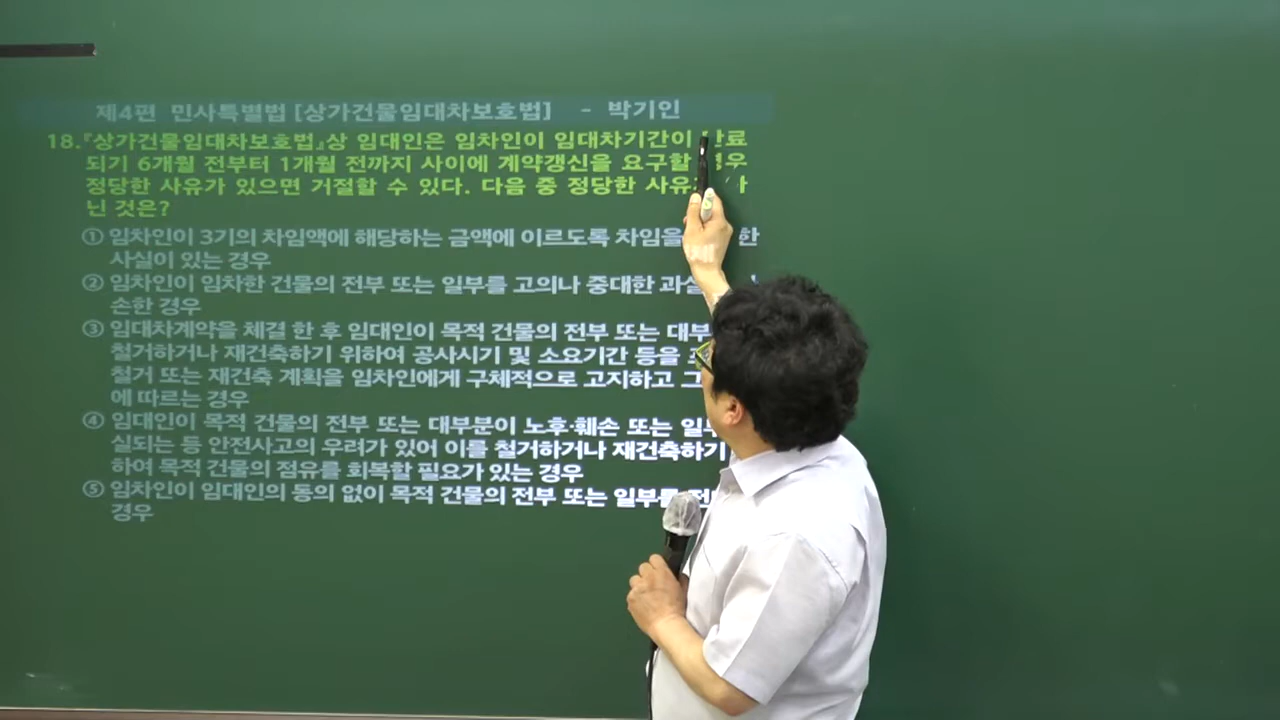 제4편 민사특별법 [상가건물임대차보호법] - 박기인
18.『상가건물임대차보호법』상 임대인은 임차인이 임대차기간이
되기 6개월 전부터 1개월 전까지 사이에 계약갱신을 요구할
정당한 사유가 있으면 거절할 수 있다. 다음 중 정당한
닌 것은?
① 임차인이 3기의 차임액에 해당하는 금액에 이르도록 차임을
사실이 있는 경우
② 임차인이 임차한 건물의 전부 또는 일부를 고의나 중대한
손한 경우
③ 임대차계약을 체결 한 후 임대인이 목적 건물의 전부 또는
철거하거나 재건축하기 위하여 공사시기 및 소요기간 등을
철거 또는 재건축 계획을 임차인에게 구체적으로 고지하고
에 따르는 경우
④ 임대인이 목적 건물의 전부 또는 대부분이 노후·훼손 또는
실되는 등 안전사고의 우려가 있어 이를 철거하거나 재건축하기
하여 목적 건물의 점유를 회복할 필요가 있는 경우
⑤ 임차인이 임대인의 동의 없이 목적 건물의 전부 또는 일부를
경우